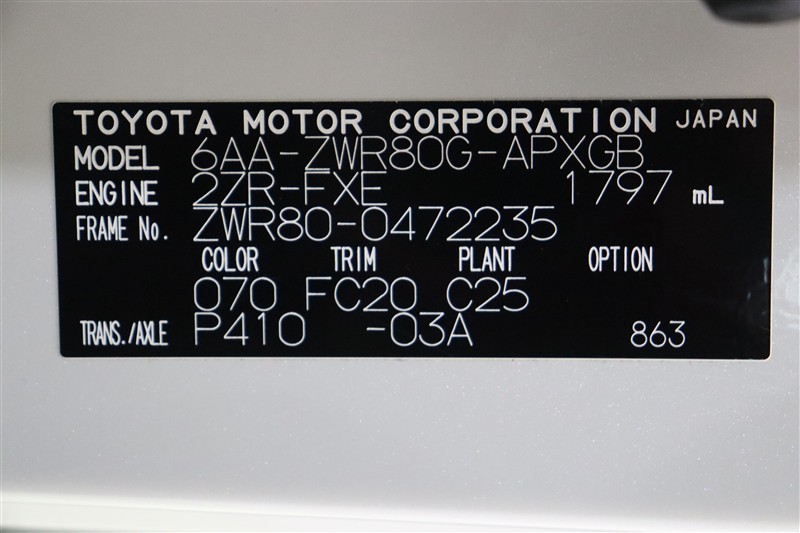 TOYOTA MOTOR CORPORATION JAPAN
MODEL 6AA-ZWR80G-APXGB
ENGINE 2ZR-FXE 1797 mL
FRAME No. ZWR80-0472235
COLOR TRIM PLANT OPTION
070 FC20 C25
TRANS./AXLE P410 -03A 863